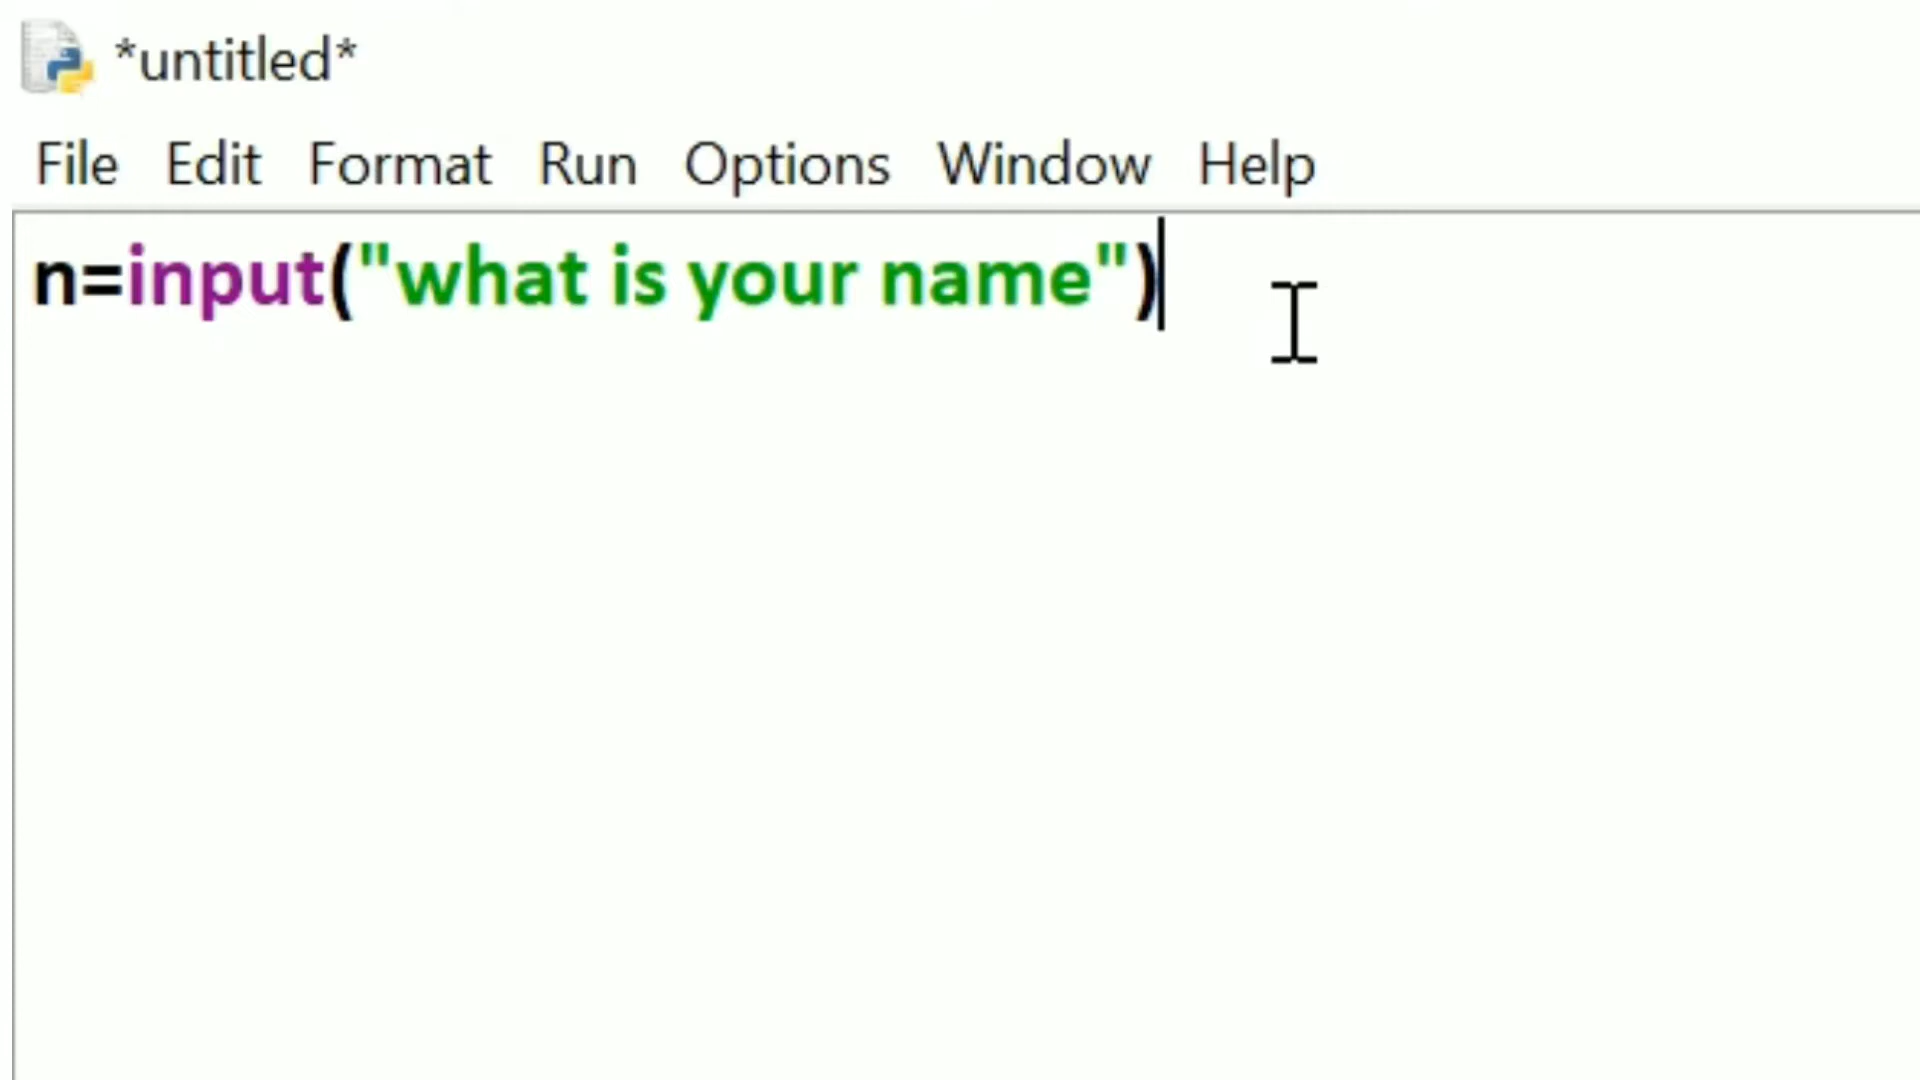 *untitled*
File Edit Format Run Options Window Help
n=input("what is your name")